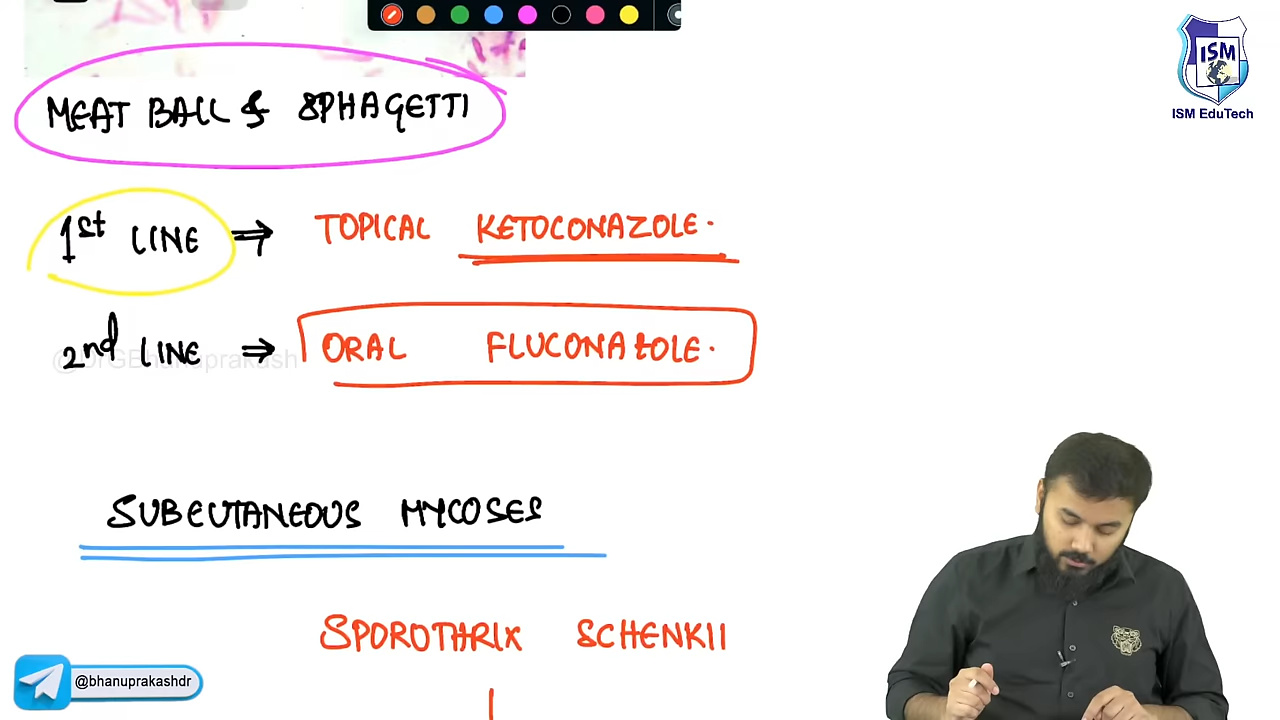 ISM
ISM EduTech
MEAT BALL & SPHAGETTI
1st LINE ⇒ TOPICAL KETOCONAZOLE.
2nd LINE ⇒ ORAL FLUCONAZOLE.
@DrGBhanuprakash
SUBCUTANEOUS MYCOSES
SPOROTHRIX SCHENKII
@bhanuprakashdr